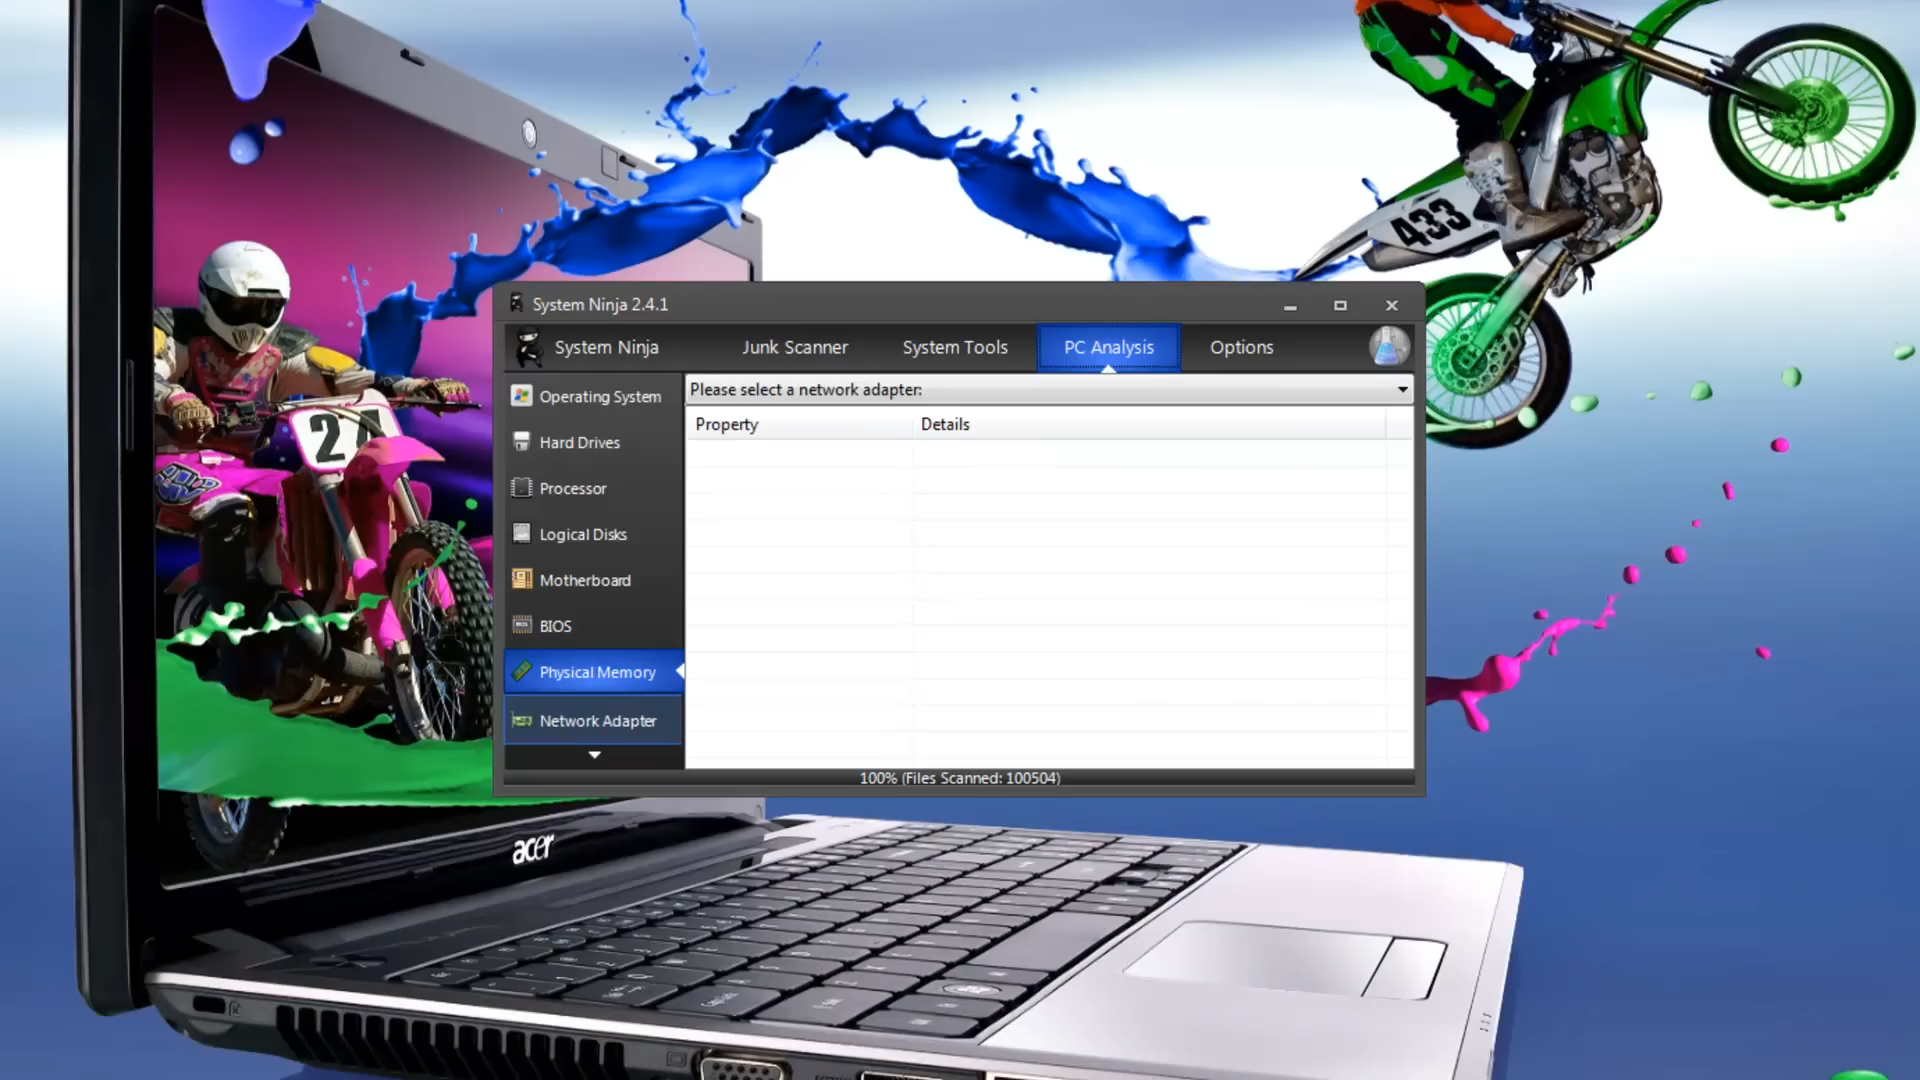 System Ninja 2.4.1
System Ninja
Junk Scanner
System Tools
PC Analysis
Options
Operating System
Hard Drives
Processor
Logical Disks
Motherboard
BIOS
Physical Memory
Network Adapter
Please select a network adapter:
Property
Details
100% (Files Scanned: 100504)
433
24
acer